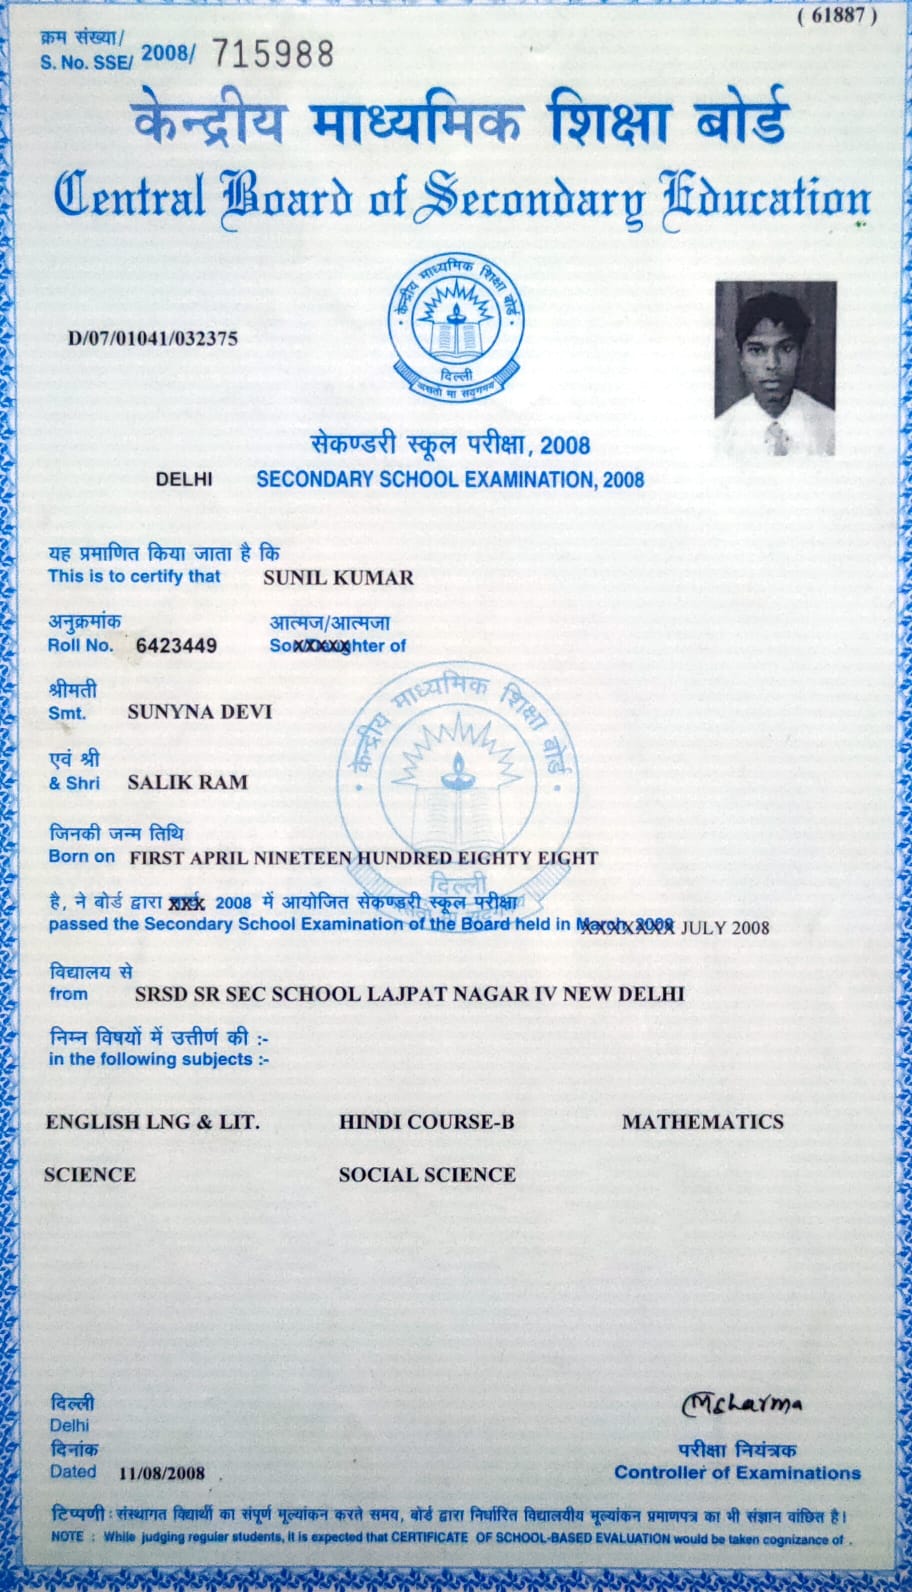 ( 61887 )
क्रम संख्या/
S. No. SSE/ 2008/ 715988
केन्द्रीय माध्यमिक शिक्षा बोर्ड
Central Board of Secondary Education
केन्द्रीय माध्यमिक शिक्षा बोर्ड
दिल्ली
असतो मा सद्गमय
D/07/01041/032375
सेकण्डरी स्कूल परीक्षा, 2008
DELHI SECONDARY SCHOOL EXAMINATION, 2008
यह प्रमाणित किया जाता है कि
This is to certify that SUNIL KUMAR
अनुक्रमांक आत्मज/आत्मजा
Roll No. 6423449 Son/Daughter of
श्रीमती
Smt. SUNYNA DEVI
एवं श्री
& Shri SALIK RAM
केन्द्रीय माध्यमिक शिक्षा बोर्ड
दिल्ली
जिनकी जन्म तिथि
Born on FIRST APRIL NINETEEN HUNDRED EIGHTY EIGHT
है, ने बोर्ड द्वारा XXX 2008 में आयोजित सेकण्डरी स्कूल परीक्षा
passed the Secondary School Examination of the Board held in March, 2008 JULY 2008
विद्यालय से
from SRSD SR SEC SCHOOL LAJPAT NAGAR IV NEW DELHI
निम्न विषयों में उत्तीर्ण की :-
in the following subjects :-
ENGLISH LNG & LIT. HINDI COURSE-B MATHEMATICS
SCIENCE SOCIAL SCIENCE
दिल्ली
Delhi
MSharma
दिनांक परीक्षा नियंत्रक
Dated 11/08/2008 Controller of Examinations
टिप्पणी : संस्थागत विद्यार्थी का संपूर्ण मूल्यांकन करते समय, बोर्ड द्वारा निर्धारित विद्यालयीय मूल्यांकन प्रमाणपत्र का भी संज्ञान वांछित है।
NOTE : While judging regular students, it is expected that CERTIFICATE OF SCHOOL-BASED EVALUATION would be taken cognizance of .